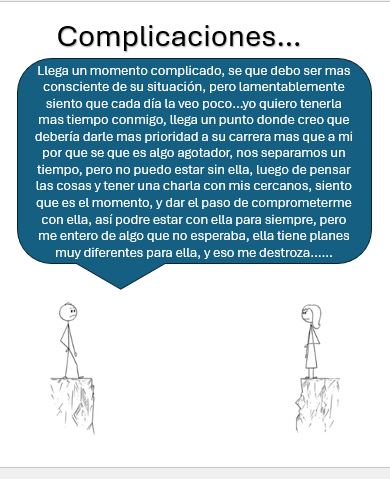 Complicaciones...
Llega un momento complicado, se que debo ser mas
consciente de su situación, pero lamentablemente
siento que cada día la veo poco...yo quiero tenerla
mas tiempo conmigo, llega un punto donde creo que
debería darle mas prioridad a su carrera mas que a mi
por que se que es algo agotador, nos separamos un
tiempo, pero no puedo estar sin ella, luego de pensar
las cosas y tener una charla con mis cercanos, siento
que es el momento, y dar el paso de comprometerme
con ella, así podre estar con ella para siempre, pero
me entero de algo que no esperaba, ella tiene planes
muy diferentes para ella, y eso me destroza......